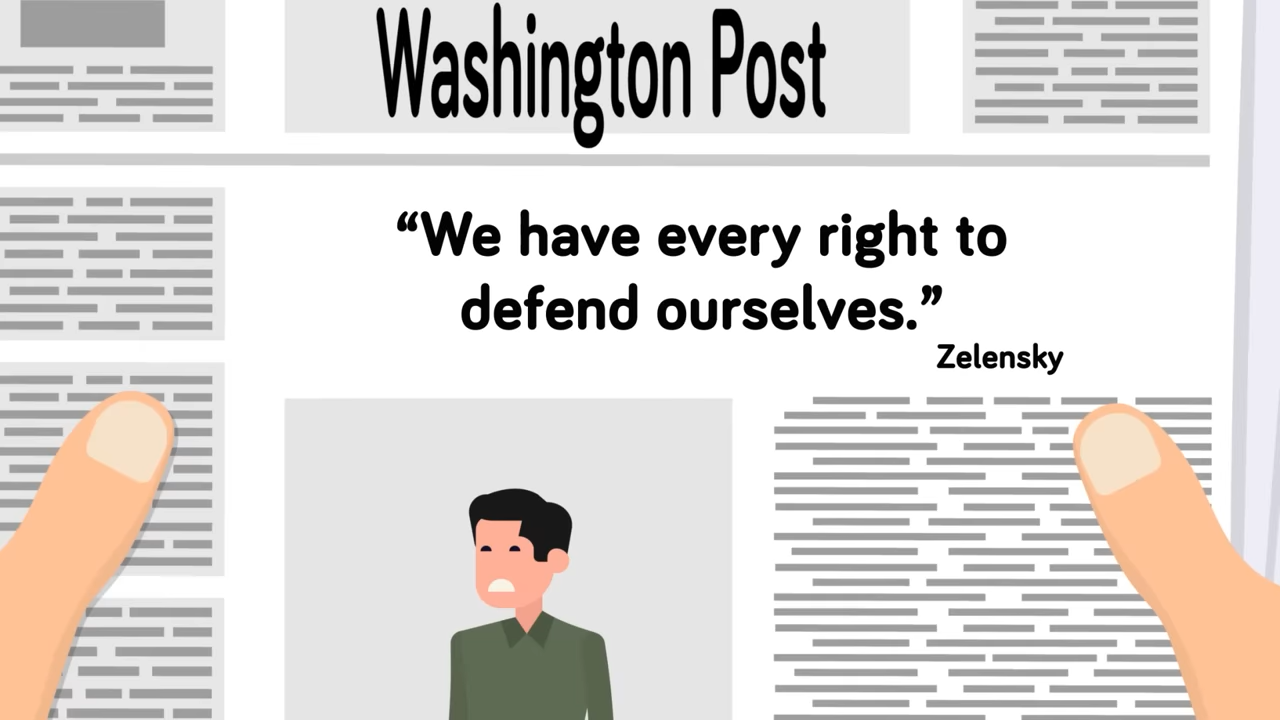 Washington Post
“We have every right to
defend ourselves.”
Zelensky